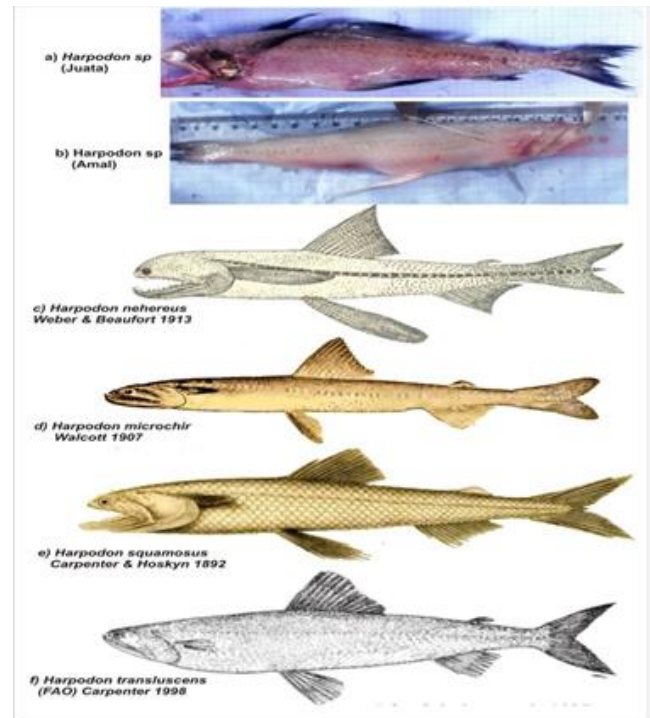 a) Harpodon sp
(Juata)
b) Harpodon sp
(Amal)
c) Harpodon nehereus
Weber & Beaufort 1913
d) Harpodon microchir
Walcott 1907
e) Harpodon squamosus
Carpenter & Hoskyn 1892
f) Harpodon transluscens
(FAO) Carpenter 1998